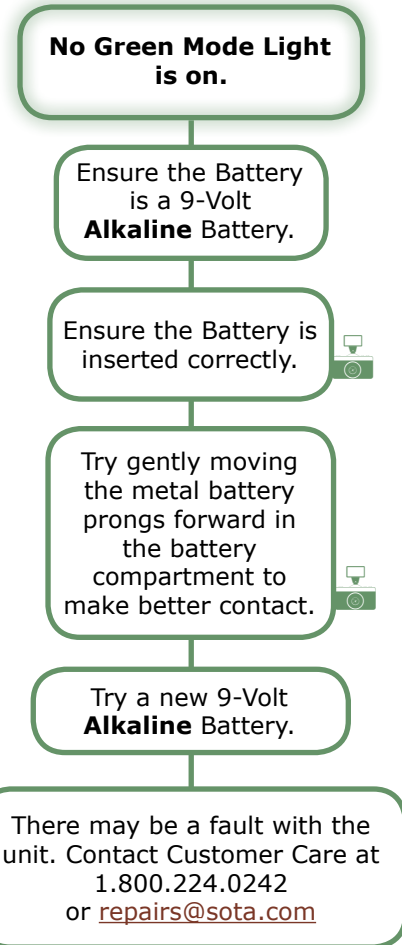 No Green Mode Light
is on.
Ensure the Battery
is a 9-Volt
Alkaline Battery.
Ensure the Battery is
inserted correctly.
Try gently moving
the metal battery
prongs forward in
the battery
compartment to
make better contact.
Try a new 9-Volt
Alkaline Battery.
There may be a fault with the
unit. Contact Customer Care at
1.800.224.0242
or repairs@sota.com